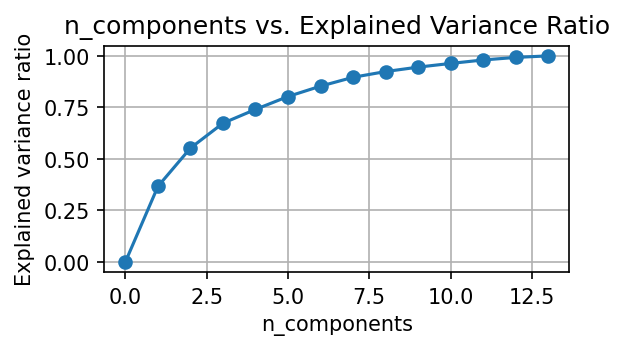 n_components vs. Explained Variance Ratio
Explained variance ratio
1.00
0.75
0.50
0.25
0.00
0.0 2.5 5.0 7.5 10.0 12.5
n_components